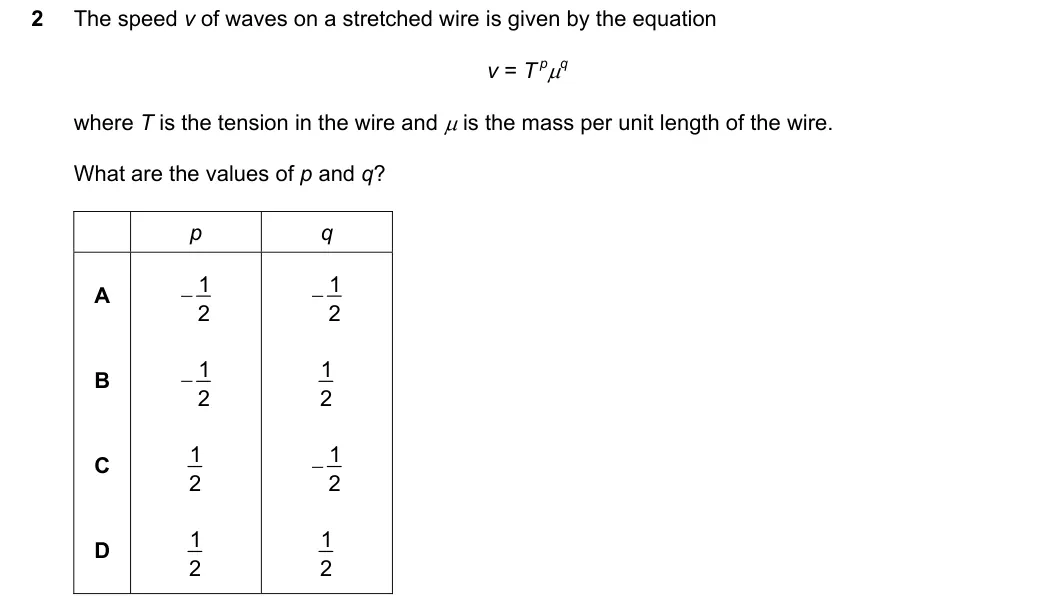 2 The speed v of waves on a stretched wire is given by the equation
v = Tᵖμ^q
where T is the tension in the wire and μ is the mass per unit length of the wire.
What are the values of p and q?
p q
A −1/2 −1/2
B −1/2 1/2
C 1/2 −1/2
D 1/2 1/2